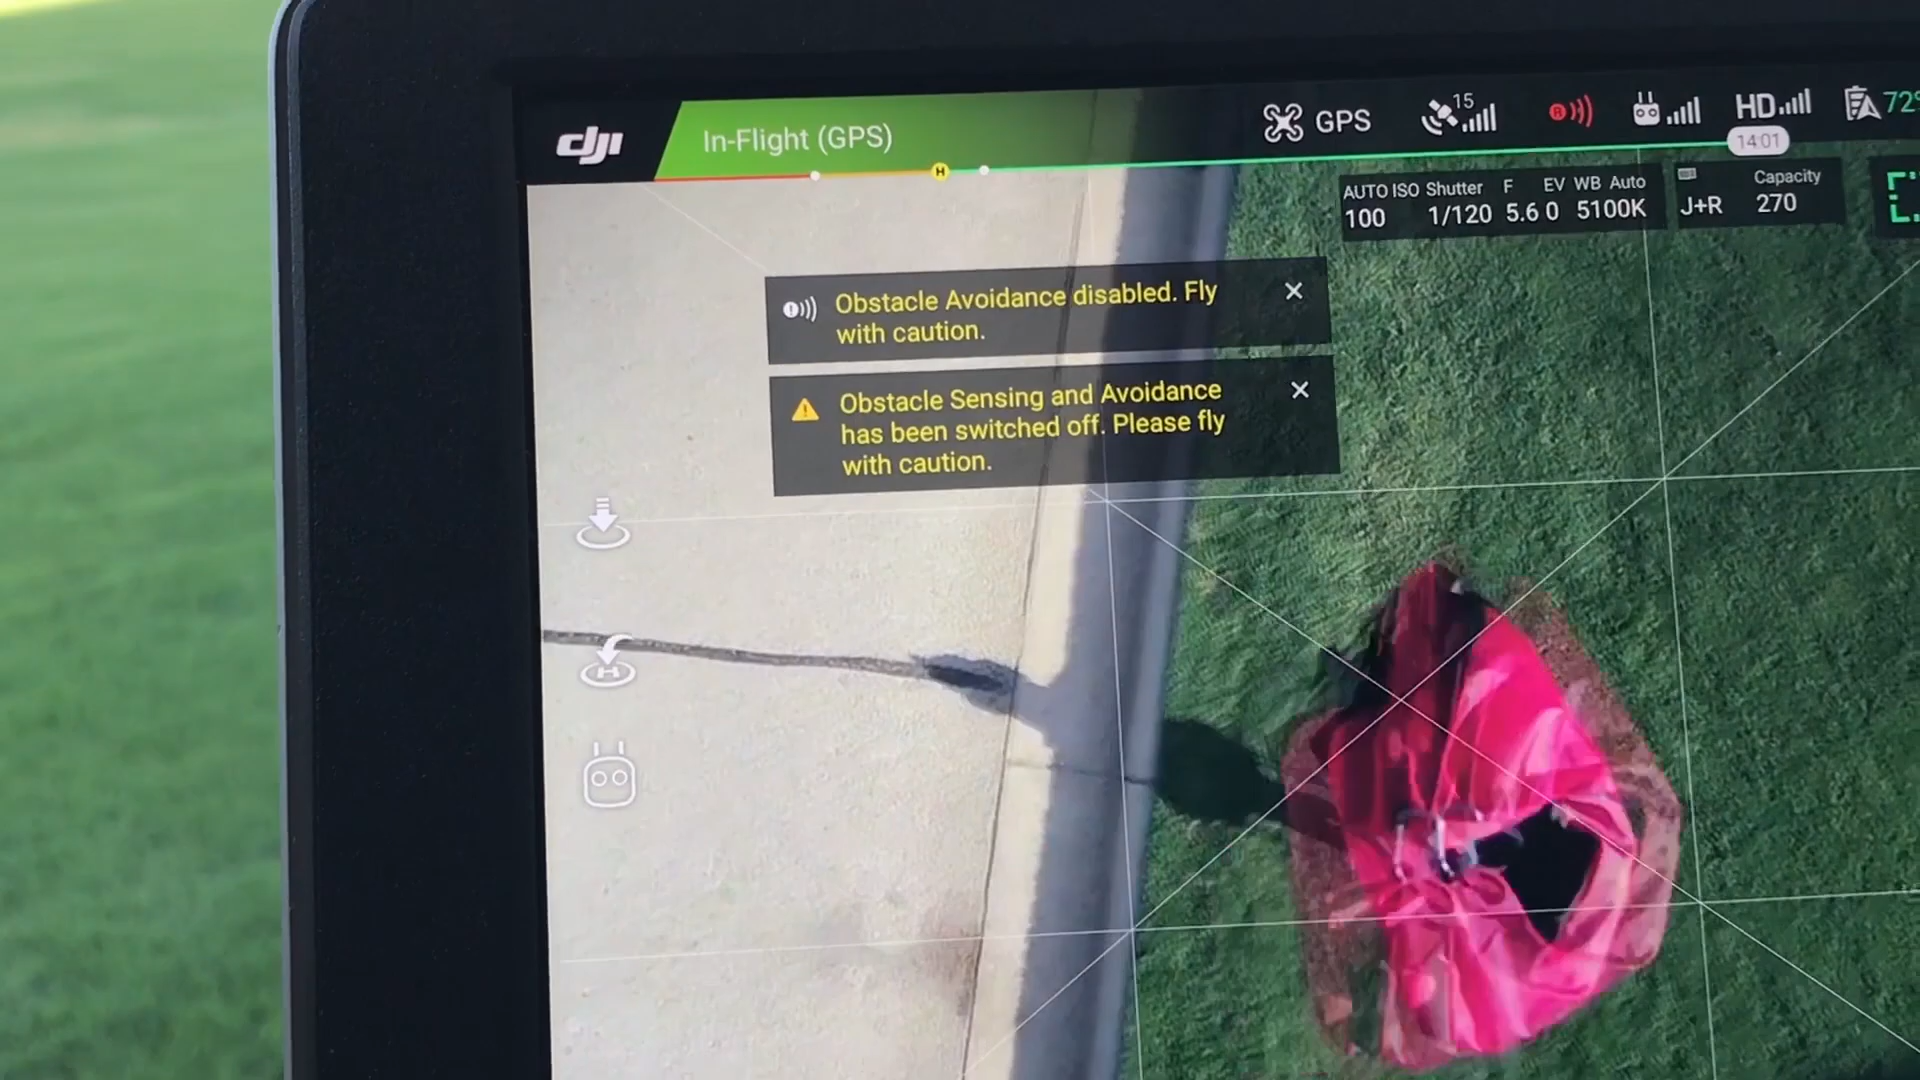 dji
In-Flight (GPS)
H
GPS
15
R
HD
72%
14:01
AUTO ISO Shutter F EV WB Auto
100 1/120 5.6 0 5100K
Capacity
J+R 270
Obstacle Avoidance disabled. Fly
with caution.
Obstacle Sensing and Avoidance
has been switched off. Please fly
with caution.
H